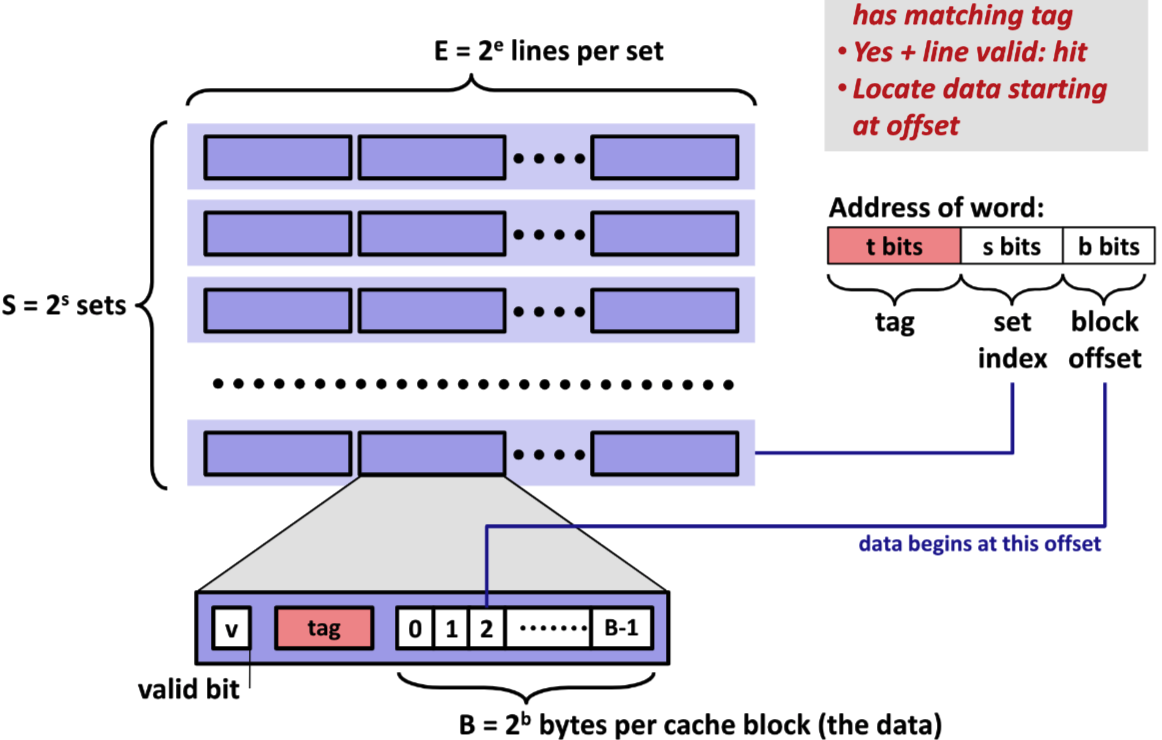 has matching tag
• Yes + line valid: hit
• Locate data starting
at offset
E = 2ᵉ lines per set
Address of word:
t bits s bits b bits
S = 2ˢ sets
tag set block
index offset
data begins at this offset
v tag 0 1 2 ······· B-1
valid bit
B = 2ᵇ bytes per cache block (the data)